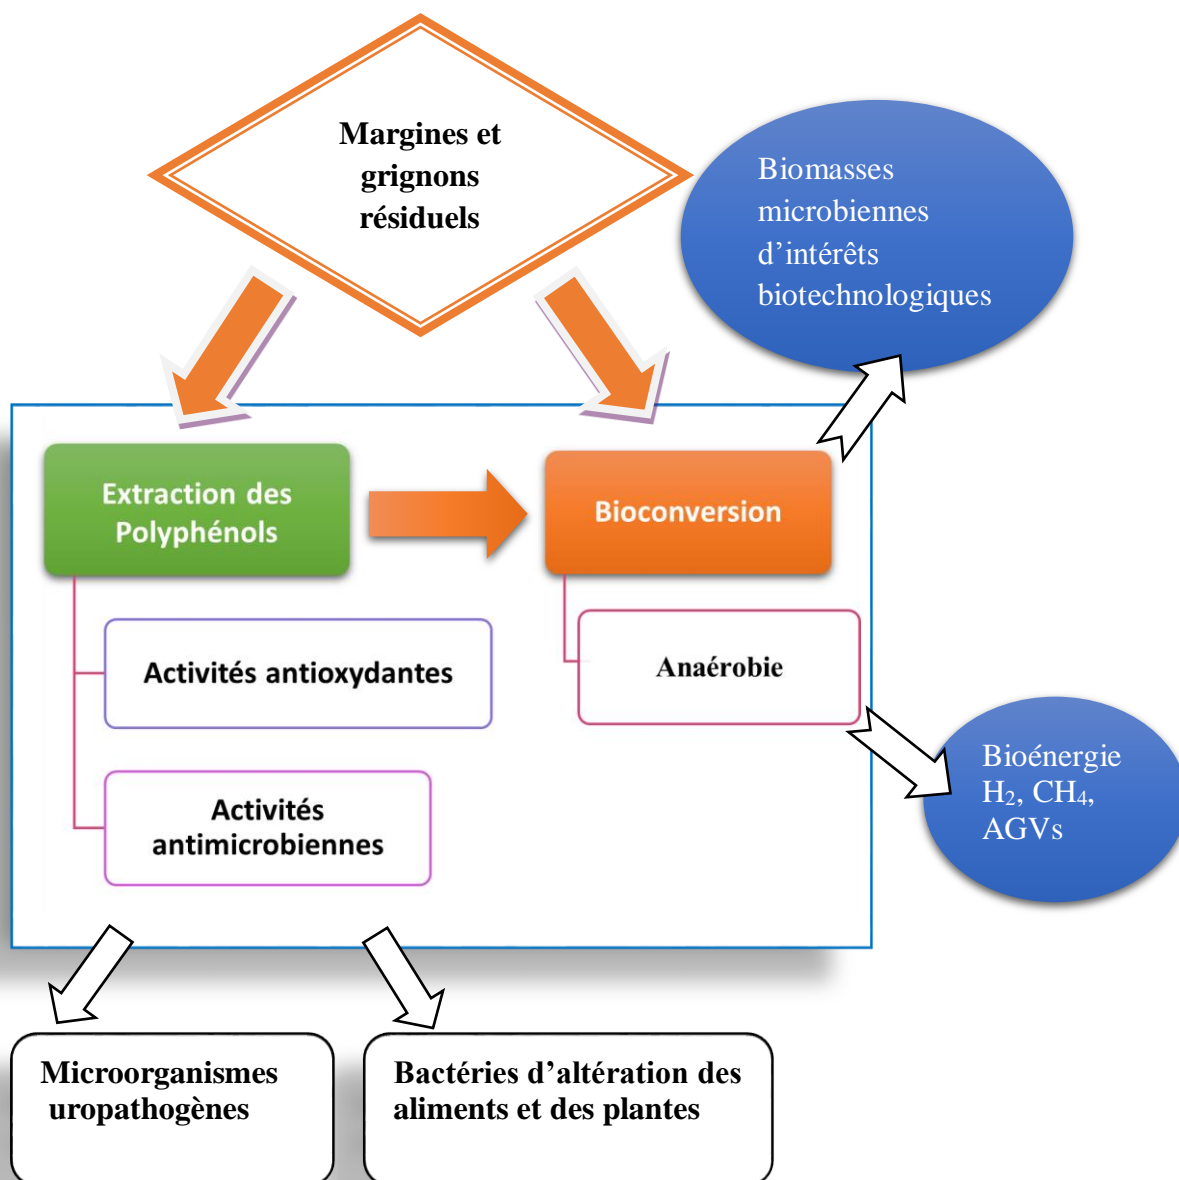 Margines et
grignons
résiduels
Biomasses
microbiennes
d’intérêts
biotechnologiques
Extraction des
Polyphénols
Bioconversion
Activités antioxydantes
Anaérobie
Activités
antimicrobiennes
Bioénergie
H₂, CH₄,
AGVs
Microorganismes
uropathogènes
Bactéries d’altération des
aliments et des plantes